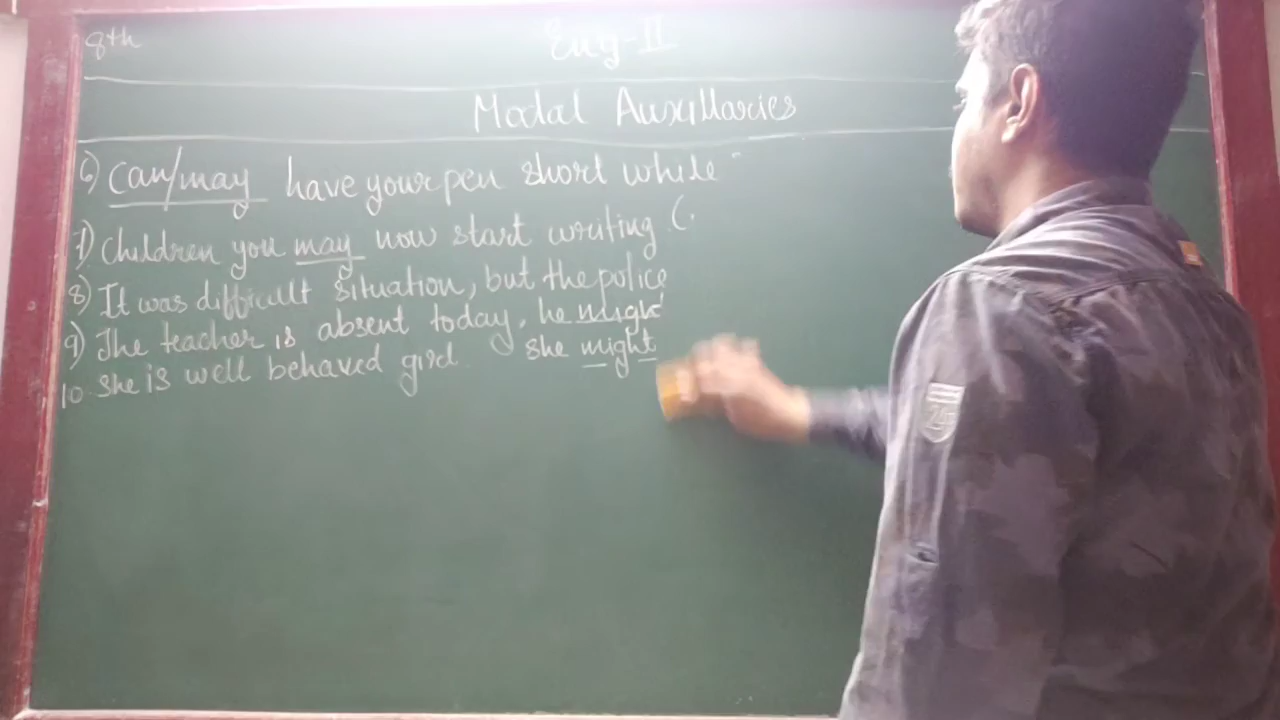 8th
Eng-II
Modal Auxillaries
6) Can/may have your pen short while
7) Children you may now start writing (.
8) It was difficult situation, but the police
9) The teacher is absent today, he might
10. She is well behaved girl. She might
24